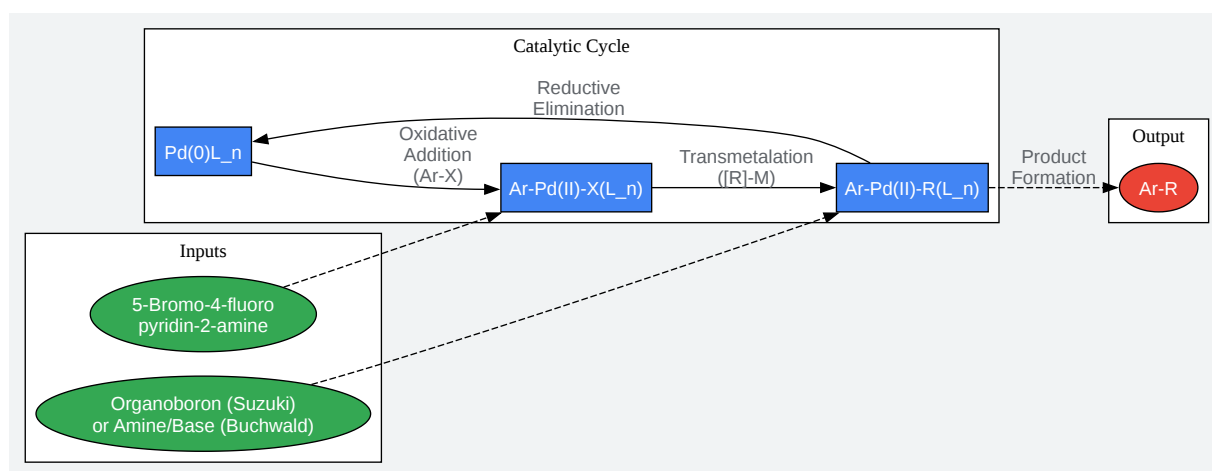 Catalytic Cycle
Reductive
Elimination
Pd(0)L_n
Oxidative
Addition
(Ar-X)
Ar-Pd(II)-X(L_n)
Transmetalation
([R]-M)
Ar-Pd(II)-R(L_n)
Product
Formation
Output
Ar-R
Inputs
5-Bromo-4-fluoro
pyridin-2-amine
Organoboron (Suzuki)
or Amine/Base (Buchwald)